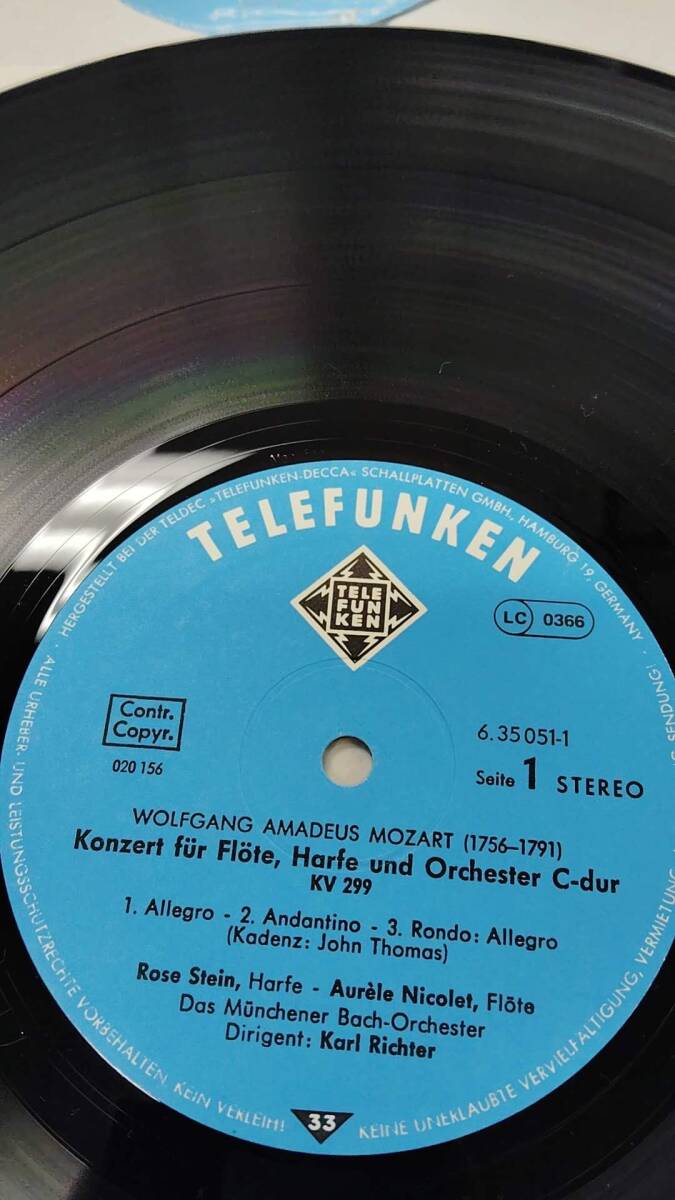 HERGESTELLT BEI DER TELDEC »TELEFUNKEN-DECCA« SCHALLPLATTEN GMBH, HAMBURG 19, GERMANY ·
TELEFUNKEN
TELE
FUN
KEN
LC 0366
Contr.
Copyr.
020 156
6.35051-1
Seite 1 STEREO
WOLFGANG AMADEUS MOZART (1756–1791)
Konzert für Flöte, Harfe und Orchester C-dur
KV 299
1. Allegro - 2. Andantino - 3. Rondo: Allegro
(Kadenz: John Thomas)
Rose Stein, Harfe - Aurèle Nicolet, Flöte
Das Münchener Bach-Orchester
Dirigent: Karl Richter
33
ALLE URHEBER- UND LEISTUNGSSCHUTZRECHTE VORBEHALTEN. KEIN VERLEIH! KEINE UNERLAUBTE VERVIELFÄLTIGUNG, VERMIETUNG, SENDUNG!